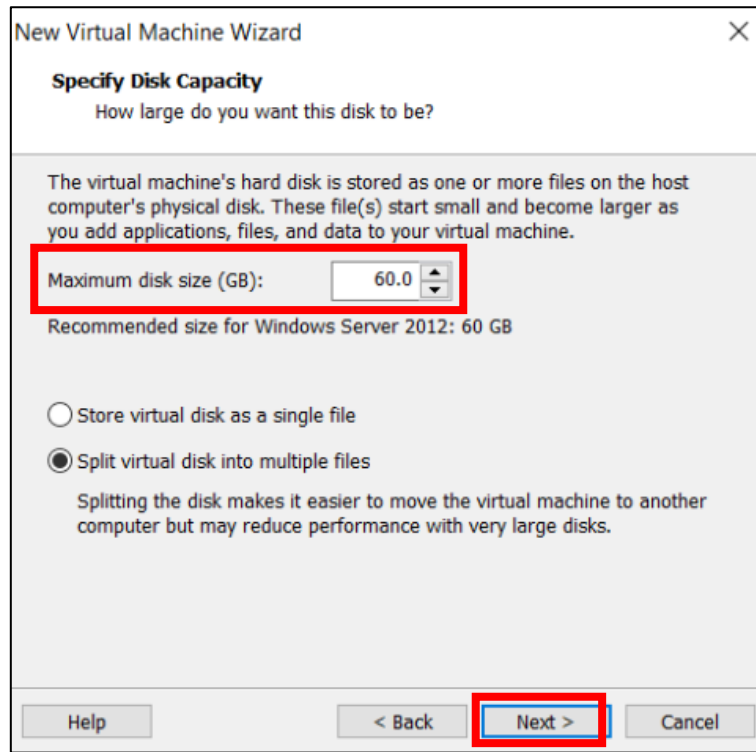 New Virtual Machine Wizard
Specify Disk Capacity
How large do you want this disk to be?
The virtual machine's hard disk is stored as one or more files on the host
computer's physical disk. These file(s) start small and become larger as
you add applications, files, and data to your virtual machine.
Maximum disk size (GB): 60.0
Recommended size for Windows Server 2012: 60 GB
Store virtual disk as a single file
Split virtual disk into multiple files
Splitting the disk makes it easier to move the virtual machine to another
computer but may reduce performance with very large disks.
Help < Back Next > Cancel